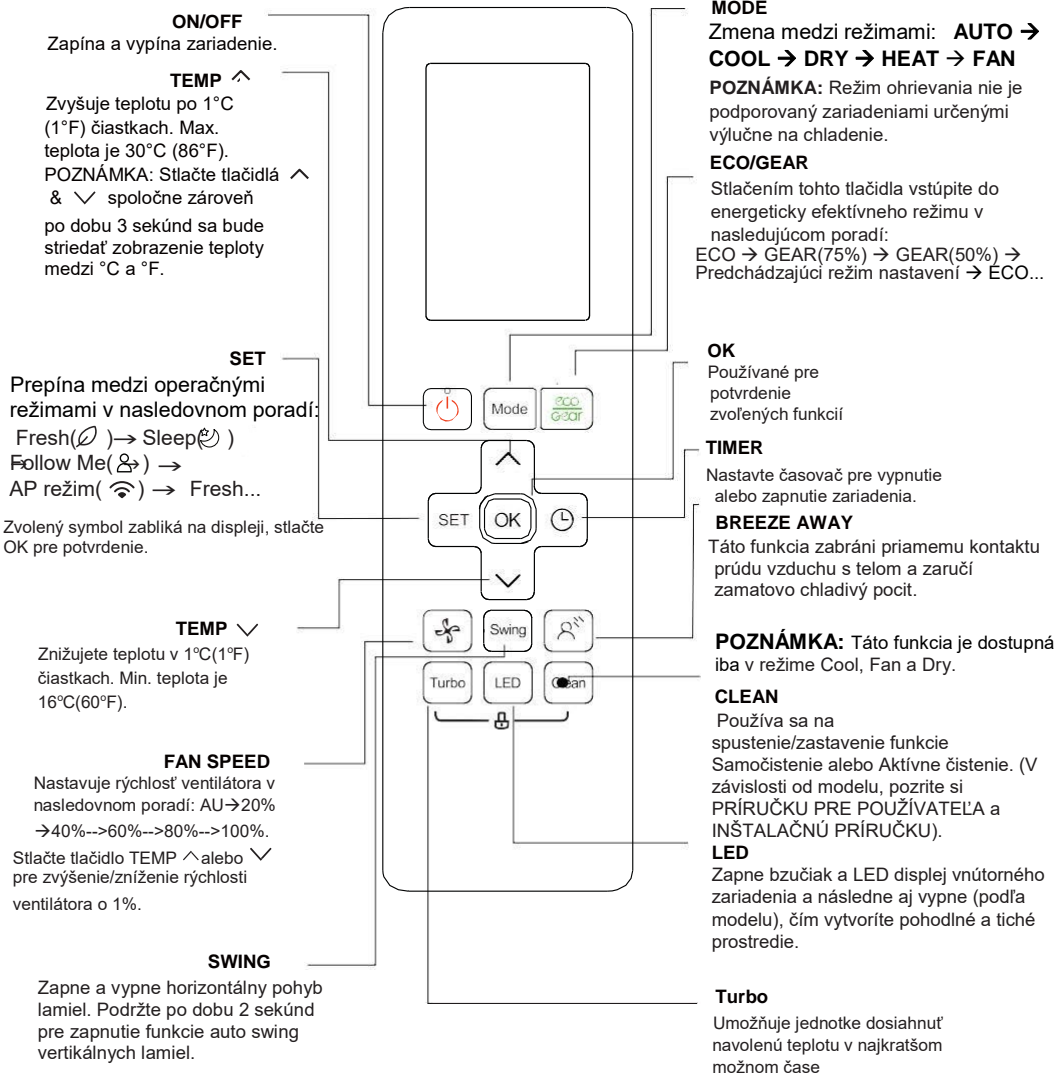 ON/OFF
Zapína a vypína zariadenie.
TEMP ^
Zvyšuje teplotu po 1°C
(1°F) čiastkach. Max.
teplota je 30°C (86°F).
POZNÁMKA: Stlačte tlačidlá ^
& ∨ spoločne zároveň
po dobu 3 sekúnd sa bude
striedať zobrazenie teploty
medzi °C a °F.
SET
Prepína medzi operačnými
režimami v nasledovnom poradí:
Fresh( )→ Sleep( )
Follow Me( ) →
AP režim( ) → Fresh...
Zvolený symbol zabliká na displeji, stlačte
OK pre potvrdenie.
TEMP ∨
Znižujete teplotu v 1°C(1°F)
čiastkach. Min. teplota je
16°C(60°F).
FAN SPEED
Nastavuje rýchlosť ventilátora v
nasledovnom poradí: AU→20%
→40%-->60%-->80%-->100%.
Stlačte tlačidlo TEMP ^ alebo ∨
pre zvýšenie/zníženie rýchlosti
ventilátora o 1%.
SWING
Zapne a vypne horizontálny pohyb
lamiel. Podržte po dobu 2 sekúnd
pre zapnutie funkcie auto swing
vertikálnych lamiel.
Mode
eco
gear
SET
OK
Swing
Turbo
LED
Clean
MODE
Zmena medzi režimami: AUTO →
COOL → DRY → HEAT → FAN
POZNÁMKA: Režim ohrievania nie je
podporovaný zariadeniami určenými
výlučne na chladenie.
ECO/GEAR
Stlačením tohto tlačidla vstúpite do
energeticky efektívneho režimu v
nasledujúcom poradí:
ECO → GEAR(75%) → GEAR(50%) →
Predchádzajúci režim nastavení → ECO...
OK
Používané pre
potvrdenie
zvoľených funkcií
TIMER
Nastavte časovač pre vypnutie
alebo zapnutie zariadenia.
BREEZE AWAY
Táto funkcia zabráni priamemu kontaktu
prúdu vzduchu s telom a zaručí
zamatovo chladivý pocit.
POZNÁMKA: Táto funkcia je dostupná
iba v režime Cool, Fan a Dry.
CLEAN
Používa sa na
spustenie/zastavenie funkcie
Samočistenie alebo Aktívne čistenie. (V
závislosti od modelu, pozrite si
PRÍRUČKU PRE POUŽÍVATEĽA a
INŠTALAČNÚ PRÍRUČKU).
LED
Zapne bzučiak a LED displej vnútorného
zariadenia a následne aj vypne (podľa
modelu), čím vytvoríte pohodlné a tiché
prostredie.
Turbo
Umožňuje jednotke dosiahnuť
navolenú teplotu v najkratšom
možnom čase